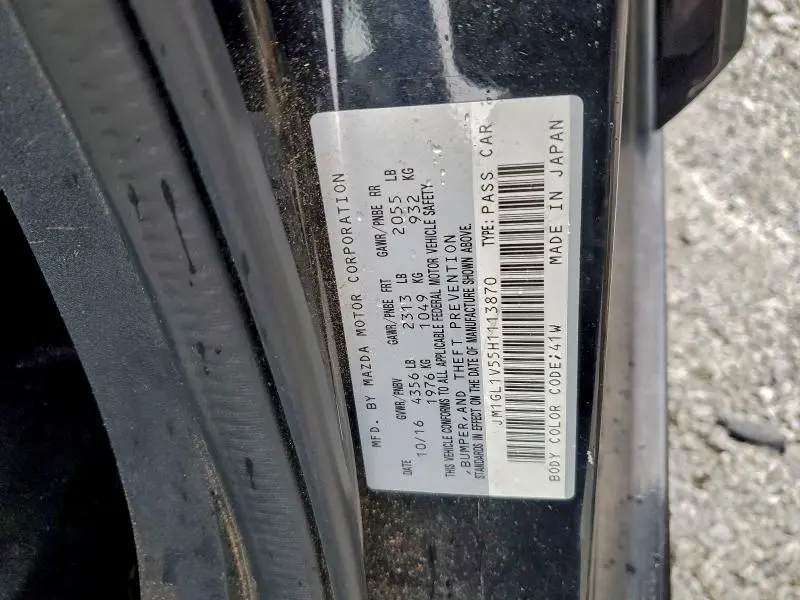 MFD. BY MAZDA MOTOR CORPORATION
DATE GVWR/PNBV GAWR/PNBE FRT GAWR/PNBE RR
10/16 4356 LB 2313 LB 2055 LB
1976 KG 1049 KG 932 KG
THIS VEHICLE CONFORMS TO ALL APPLICABLE FEDERAL MOTOR VEHICLE SAFETY,
BUMPER, AND THEFT PREVENTION
STANDARDS IN EFFECT ON THE DATE OF MANUFACTURE SHOWN ABOVE.
JM1GL1V55H1113870 TYPE: PASS CAR
BODY COLOR CODE;41W MADE IN JAPAN